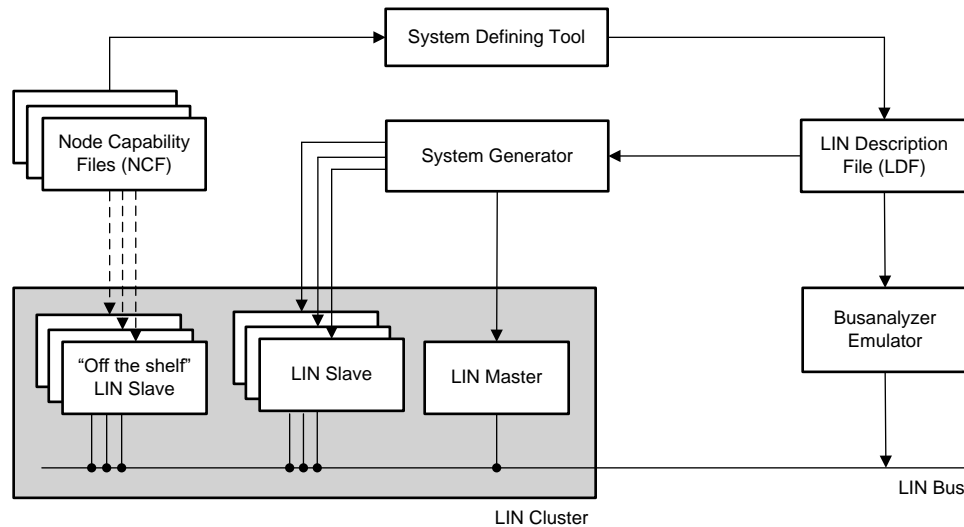 System Defining Tool
Node Capability
Files (NCF)
System Generator
LIN Description
File (LDF)
"Off the shelf"
LIN Slave
LIN Slave
LIN Master
Busanalyzer
Emulator
LIN Bus
LIN Cluster